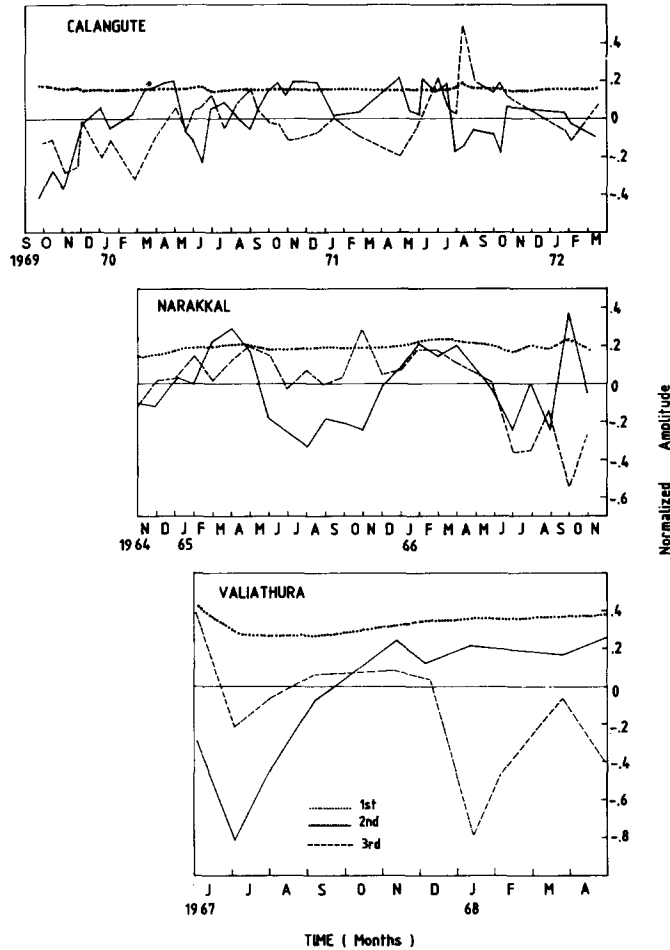 CALANGUTE
.4
.2
0
-.2
-.4
S O N D J F M A M J J A S O N D J F M A M J J A S O N D J F M
1969 70 71 72
NARAKKAL
.4
.2
0
-.2
-.4
-.6
N D J F M A M J J A S O N D J F M A M J J A S O N
1964 65 66
Normalized Amplitude
VALIATHURA
.4
.2
0
-.2
-.4
-.6
-.8
1st
2nd
3rd
J J A S O N D J F M A
1967 68
TIME ( Months )